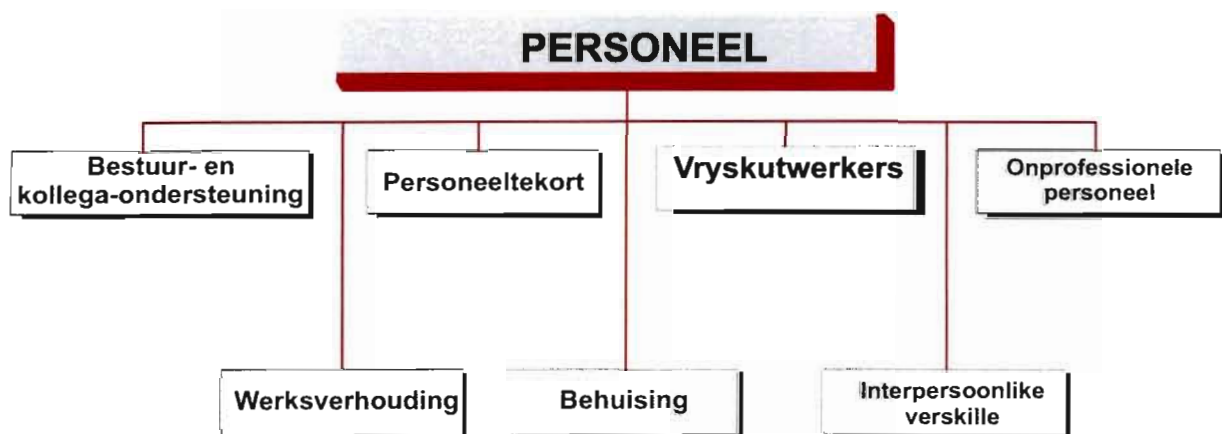 PERSONEEL
Bestuur- en
kollega-ondersteuning
Personeeltekort
Vryskutwerkers
Onprofessionele
personeel
Werksverhouding
Behuising
Interpersoonlike
verskille